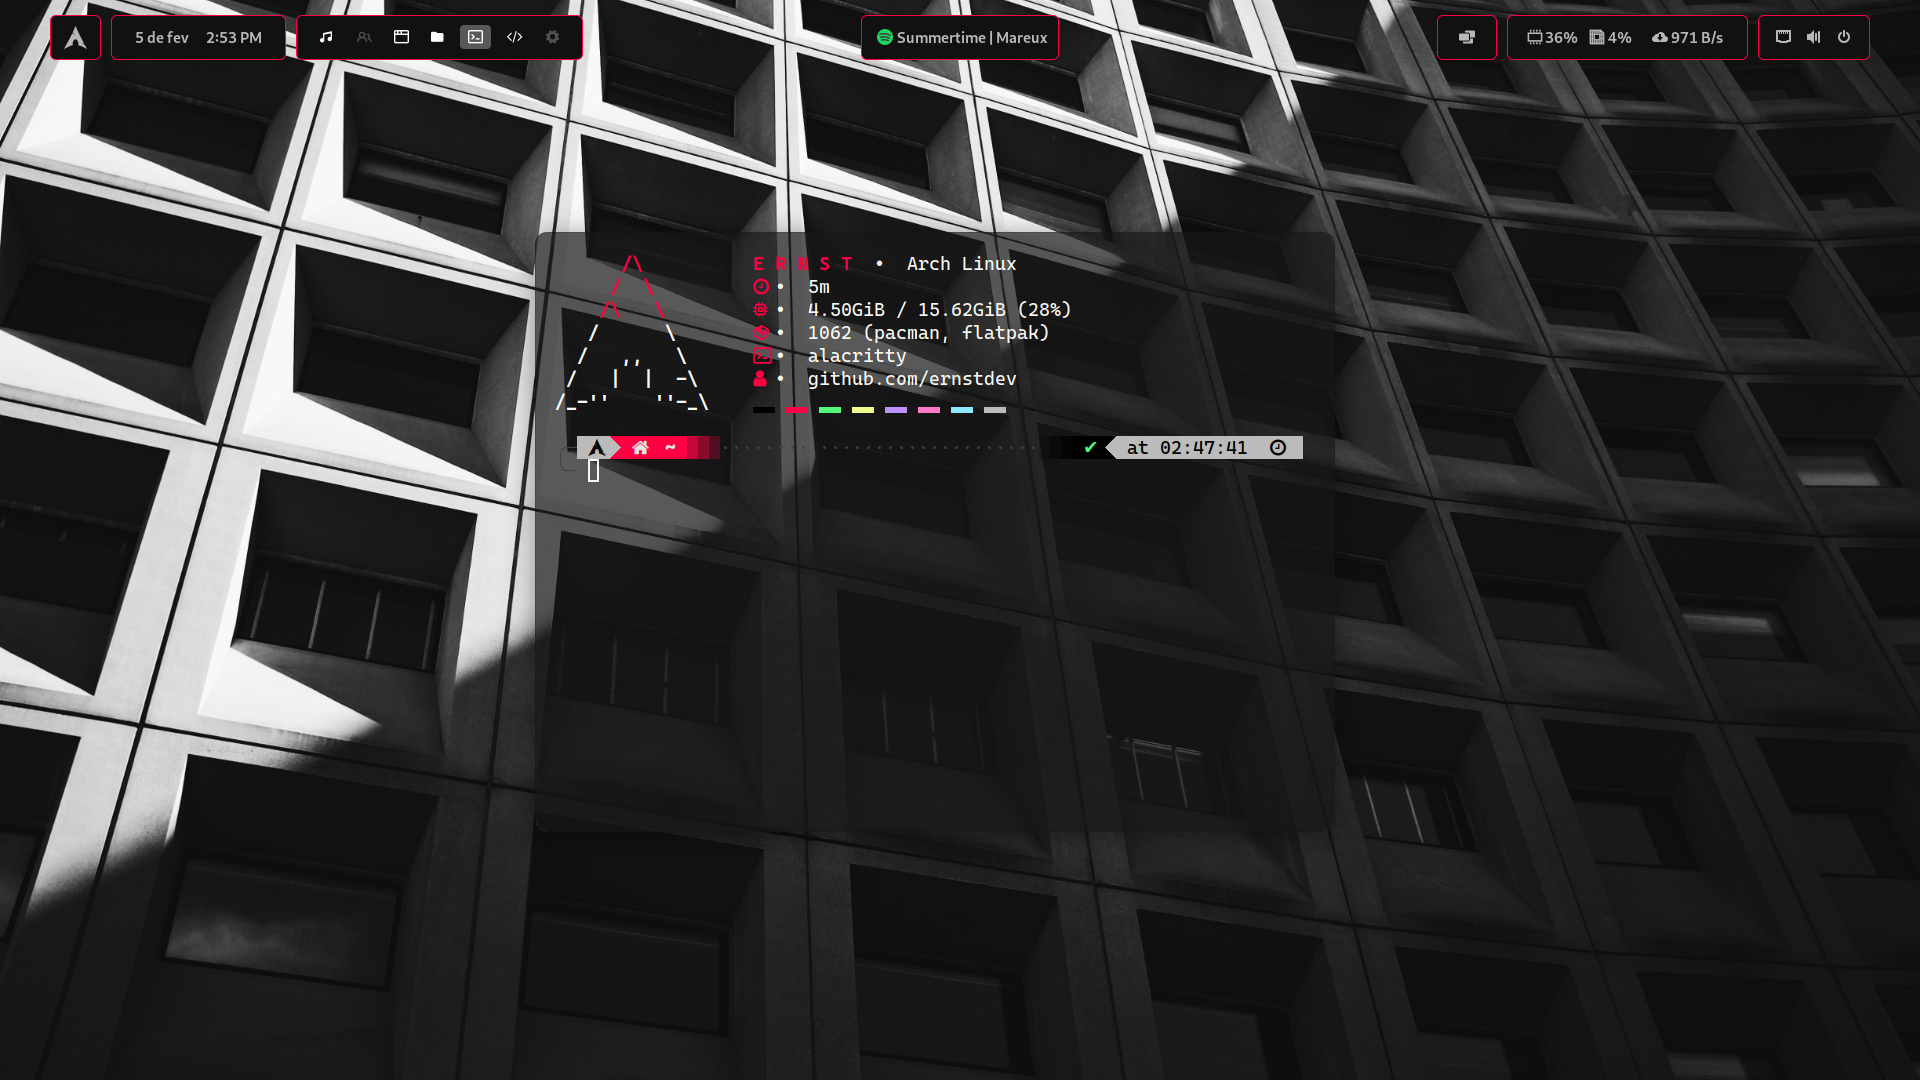 5 de fev 2:53 PM
Summertime | Mareux
36% 4% 971 B/s
E R N S T • Arch Linux
• 5m
• 4.50GiB / 15.62GiB (28%)
• 1062 (pacman, flatpak)
• alacritty
• github.com/ernstdev
~ ✔ at 02:47:41